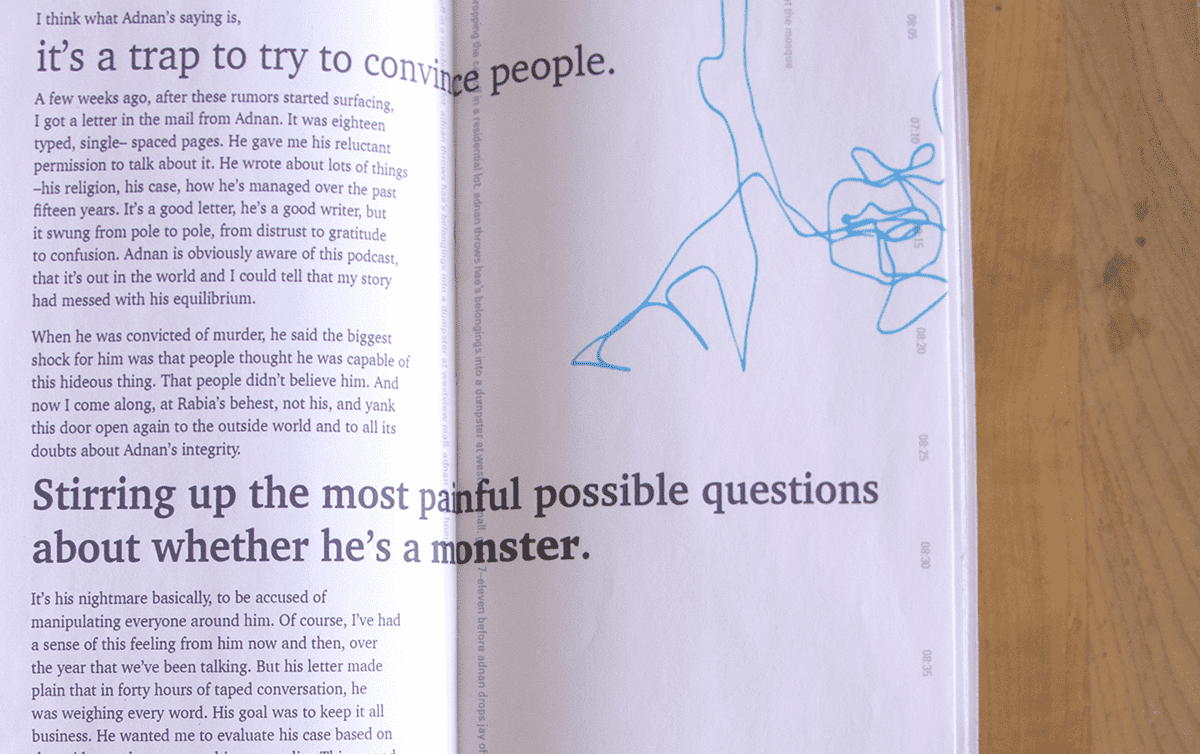 I think what Adnan’s saying is,
it’s a trap to try to convince people.
A few weeks ago, after these rumors started surfacing,
I got a letter in the mail from Adnan. It was eighteen
typed, single– spaced pages. He gave me his reluctant
permission to talk about it. He wrote about lots of things
–his religion, his case, how he’s managed over the past
fifteen years. It’s a good letter, he’s a good writer, but
it swung from pole to pole, from distrust to gratitude
to confusion. Adnan is obviously aware of this podcast,
that it’s out in the world and I could tell that my story
had messed with his equilibrium.
When he was convicted of murder, he said the biggest
shock for him was that people thought he was capable of
this hideous thing. That people didn’t believe him. And
now I come along, at Rabia’s behest, not his, and yank
this door open again to the outside world and to all its
doubts about Adnan’s integrity.
Stirring up the most painful possible questions
about whether he’s a monster.
It’s his nightmare basically, to be accused of
manipulating everyone around him. Of course, I’ve had
a sense of this feeling from him now and then, over
the year that we’ve been talking. But his letter made
plain that in forty hours of taped conversation, he
was weighing every word. His goal was to keep it all
business. He wanted me to evaluate his case based on
in a residential lot, adnan throws hae's belongings into a dumpster at
7–eleven before adnan drops jay of
t the mosque
08:05
07:10
:15
08:20
08:25
08:30
08:35